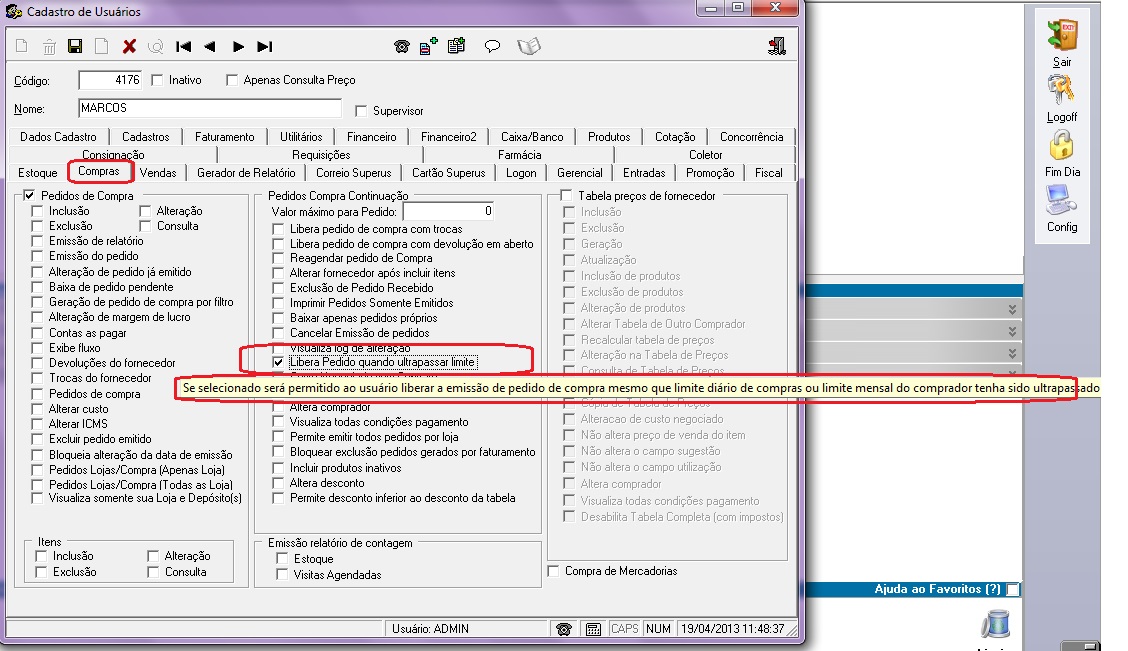 Cadastro de Usuários
Código: 4176 Inativo Apenas Consulta Preço
Nome: MARCOS Supervisor
Dados Cadastro Cadastros Faturamento Utilitários Financeiro Financeiro2 Caixa/Banco Produtos Cotação Concorrência
Consignação Requisições Farmácia Coletor
Estoque Compras Vendas Gerador de Relatório Correio Superus Cartão Superus Logon Gerencial Entradas Promoção Fiscal
Pedidos de Compra
Inclusão Alteração
Exclusão Consulta
Emissão de relatório
Emissão do pedido
Alteração de pedido já emitido
Baixa de pedido pendente
Geração de pedido de compra por filtro
Alteração de margem de lucro
Contas as pagar
Exibe fluxo
Devoluções do fornecedor
Trocas do fornecedor
Pedidos de compra
Alterar custo
Alterar ICMS
Excluir pedido emitido
Bloqueia alteração da data de emissão
Pedidos Lojas/Compra (Apenas Loja)
Pedidos Lojas/Compra (Todas as Loja)
Visualiza somente sua Loja e Depósito(s)
Itens
Inclusão Alteração
Exclusão Consulta
Pedidos Compra Continuação
Valor máximo para Pedido: 0
Libera pedido de compra com trocas
Libera pedido de compra com devolução em aberto
Reagendar pedido de Compra
Alterar fornecedor após incluir itens
Exclusão de Pedido Recebido
Imprimir Pedidos Somente Emitidos
Baixar apenas pedidos próprios
Cancelar Emissão de pedidos
Visualiza log de alteração
Libera Pedido quando ultrapassar limite
Se selecionado será permitido ao usuário liberar a emissão de pedido de compra mesmo que limite diário de compras ou limite mensal do comprador tenha sido ultrapassado
Alterar comprador
Visualiza todas condições pagamento
Permite emitir todos pedidos por loja
Bloquear exclusão pedidos gerados por faturamento
Incluir produtos inativos
Altera desconto
Permite desconto inferior ao desconto da tabela
Emissão relatório de contagem
Estoque
Visitas Agendadas
Tabela preços de fornecedor
Inclusão
Exclusão
Geração
Atualização
Inclusão de produtos
Exclusão de produtos
Alteração de produtos
Alterar Tabela de Outro Comprador
Recalcular tabela de preços
Alteração na Tabela de Preços
Consulta de Tabela de Preços
Cópia de Tabela de Preços
Alteracao de custo negociado
Não altera preço de venda do item
Não altera o campo sugestão
Não altera o campo utilização
Altera comprador
Visualiza todas condições pagamento
Desabilita Tabela Completa (com impostos)
Compra de Mercadorias
Usuário: ADMIN CAPS NUM 19/04/2013 11:48:37
EXIT
Sair
Logoff
Fim Dia
Config
Ajuda ao Favoritos (?)